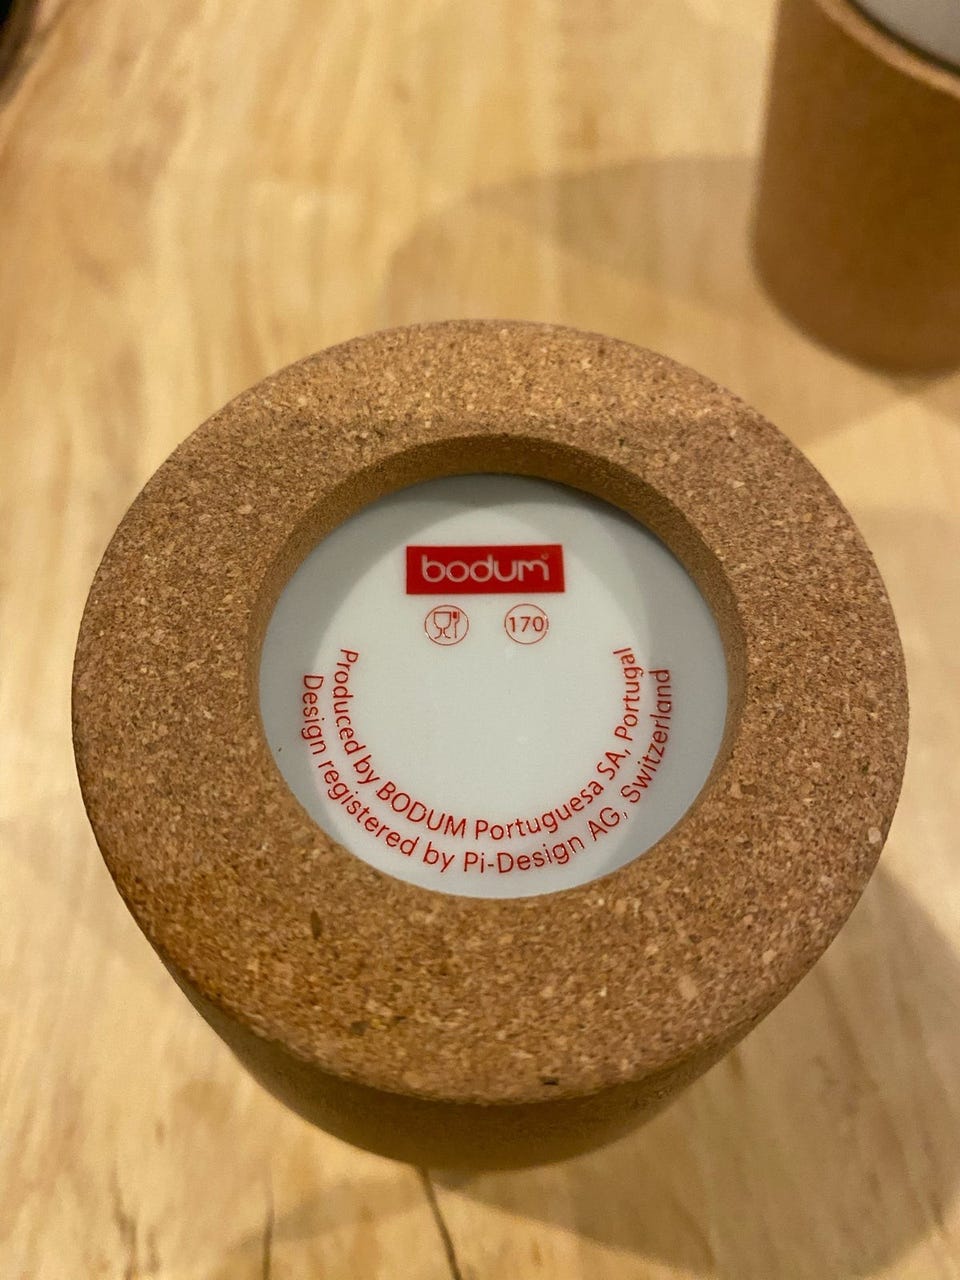 bodum®
170
Produced by BODUM Portuguesa SA, Portugal
Design registered by Pi-Design AG, Switzerland